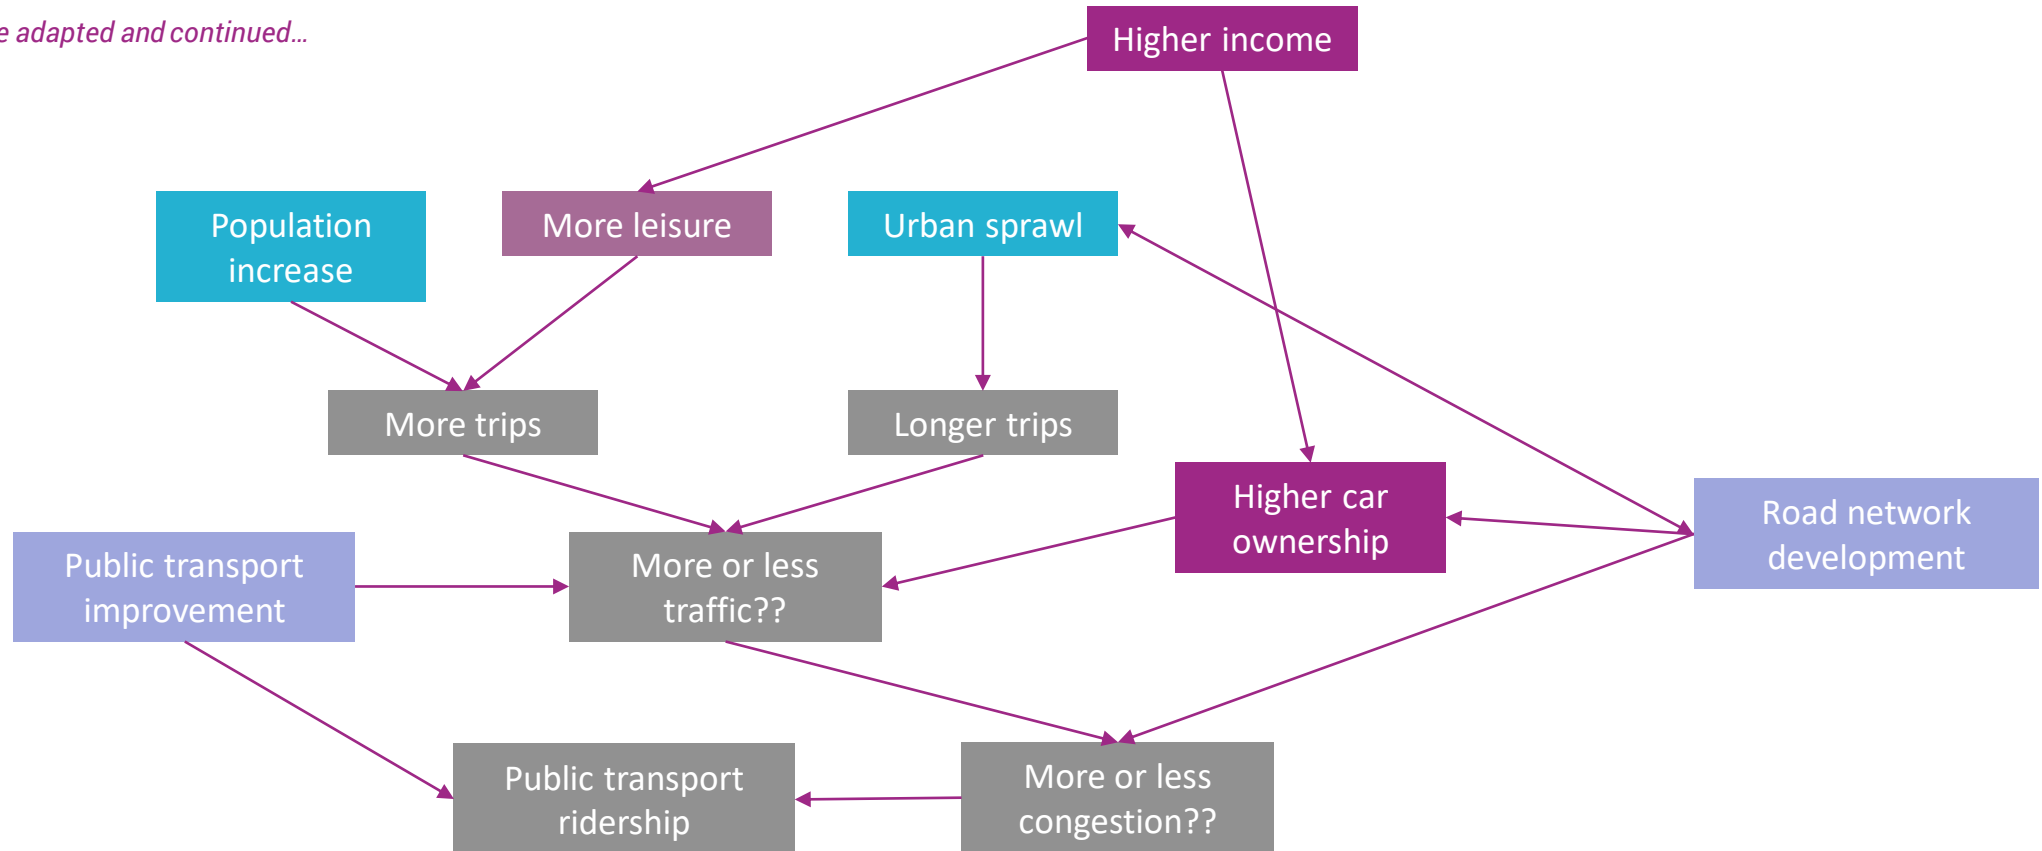 e adapted and continued…
Higher income
Population
increase
More leisure
Urban sprawl
More trips
Longer trips
Higher car
ownership
Road network
development
Public transport
improvement
More or less
traffic??
Public transport
ridership
More or less
congestion??